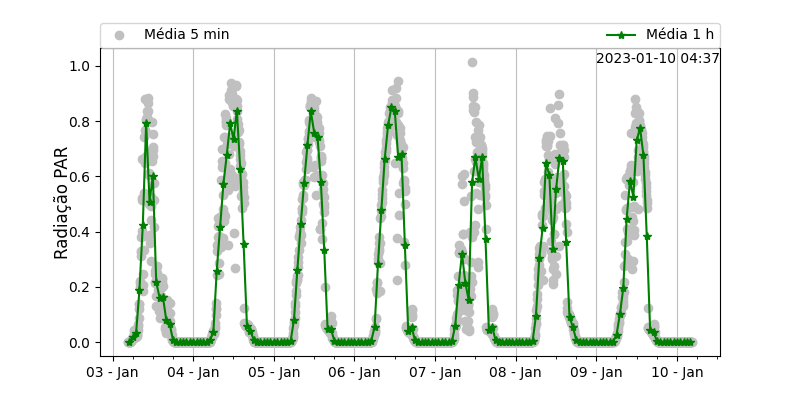 Média 5 min
Média 1 h
2023-01-10 04:37
Radiação PAR
1.0
0.8
0.6
0.4
0.2
0.0
03 - Jan
04 - Jan
05 - Jan
06 - Jan
07 - Jan
08 - Jan
09 - Jan
10 - Jan